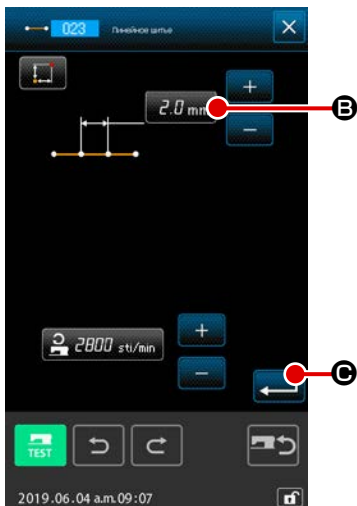 023 Линейное шитье
2.0 mm
B
2800 sti/min
C
TEST
2019.06.04 a.m.09:07